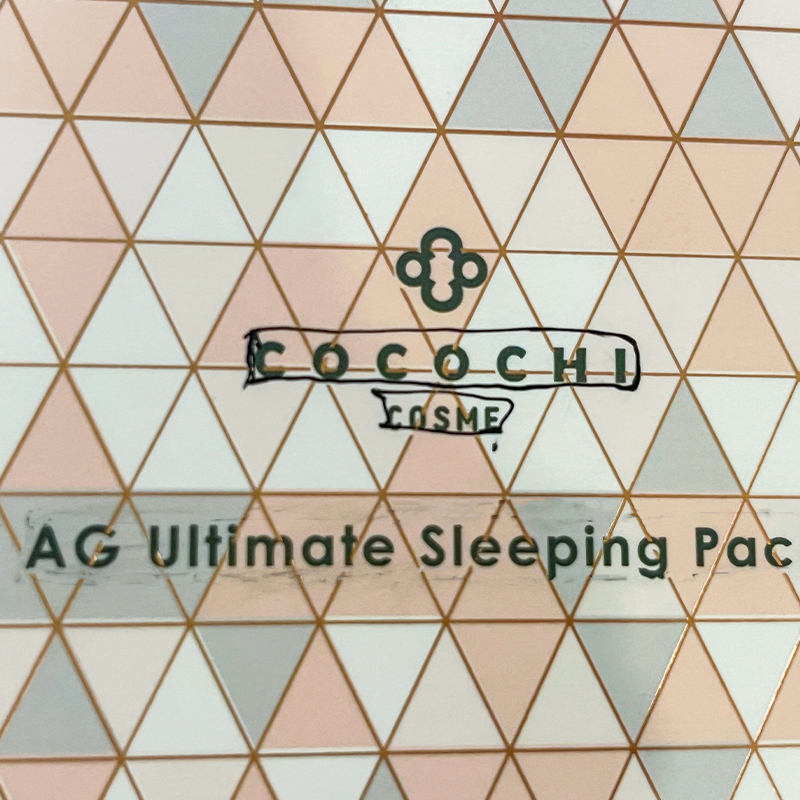 COCOCHI
COSME
AG Ultimate Sleeping Pac